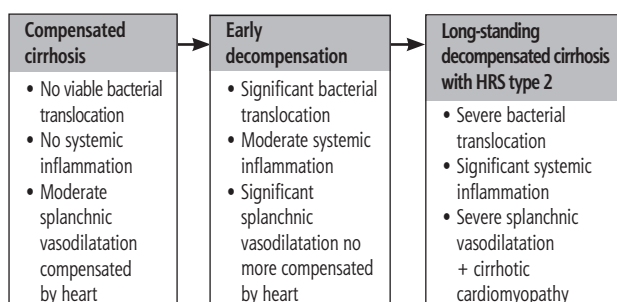 Compensated
cirrhosis
• No viable bacterial
translocation
• No systemic
inflammation
• Moderate
splanchnic
vasodilatation
compensated
by heart
Early
decompensation
• Significant bacterial
translocation
• Moderate systemic
inflammation
• Significant
splanchnic
vasodilatation no
more compensated
by heart
Long-standing
decompensated cirrhosis
with HRS type 2
• Severe bacterial
translocation
• Significant systemic
inflammation
• Severe splanchnic
vasodilatation
+ cirrhotic
cardiomyopathy